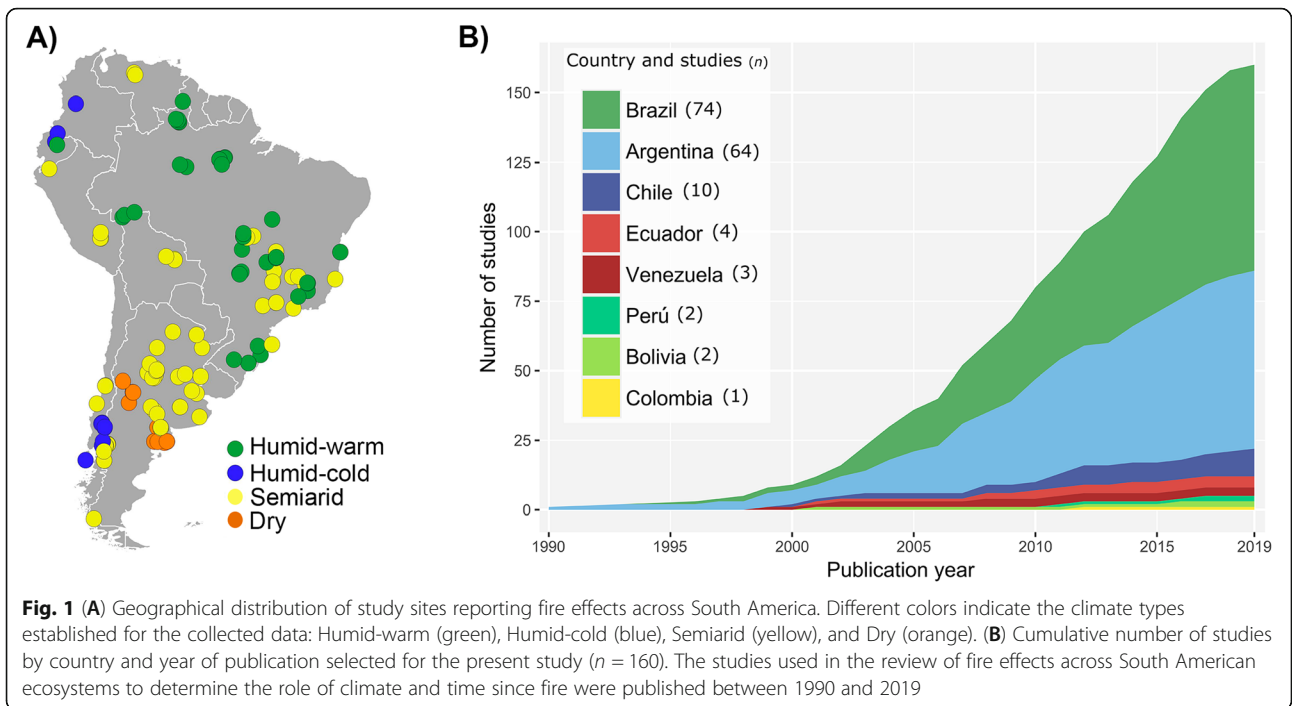 A)
Humid-warm
Humid-cold
Semiarid
Dry
B)
Country and studies (n)
Brazil (74)
Argentina (64)
Chile (10)
Ecuador (4)
Venezuela (3)
Perú (2)
Bolivia (2)
Colombia (1)
Number of studies
150
125
100
75
50
25
0
1990
1995
2000
2005
2010
2015
2019
Publication year
Fig. 1 (A) Geographical distribution of study sites reporting fire effects across South America. Different colors indicate the climate types
established for the collected data: Humid-warm (green), Humid-cold (blue), Semiarid (yellow), and Dry (orange). (B) Cumulative number of studies
by country and year of publication selected for the present study (n = 160). The studies used in the review of fire effects across South American
ecosystems to determine the role of climate and time since fire were published between 1990 and 2019